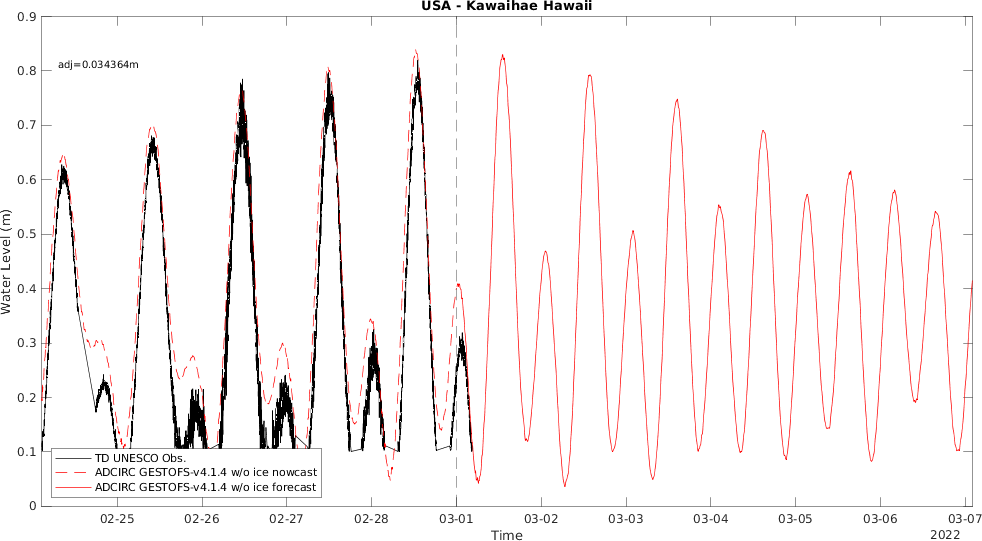 USA - Kawaihae Hawaii
adj=0.034364m
Water Level (m)
0.9
0.8
0.7
0.6
0.5
0.4
0.3
0.2
0.1
0
TD UNESCO Obs.
ADCIRC GESTOFS-v4.1.4 w/o ice nowcast
ADCIRC GESTOFS-v4.1.4 w/o ice forecast
02-25 02-26 02-27 02-28 03-01 03-02 03-03 03-04 03-05 03-06 03-07
Time
2022